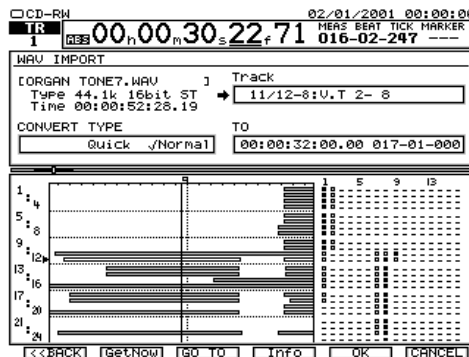 CD-RW 02/01/2001 00:00:00
TR 1 ABS 00h00m30s22f71 MEAS BEAT TICK MARKER
016-02-247 ---
WAV IMPORT
[ORGAN TONE7.WAV ] Track
Type 44.1k 16bit ST 11/12-8:V.T 2- 8
Time 00:00:52:28.19
CONVERT TYPE TO
Quick /Normal 00:00:32:00.00 017-01-000
9 1 5 9 13
1
:4
5
:8
9
:12
13
:16
17
:20
21
:24
[<<BACK] [GetNow] [GO TO] [Info] [OK] [CANCEL]